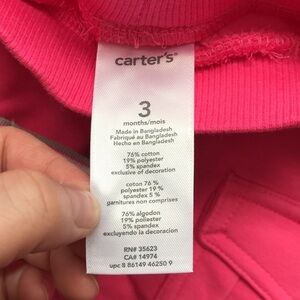 carter's®
3
months/mois
Made in Bangladesh
Fabriqué au Bangladesh
Hecho en Bangladesh
76% cotton
19% polyester
5% spandex
exclusive of decoration
coton 76 %
polyester 19 %
spandex 5 %
garnitures non comprises
76% algodon
19% poliester
5% spandex
excluyendo la decoración
RN# 35623
CA# 14974
upc 8 86149 46250 9